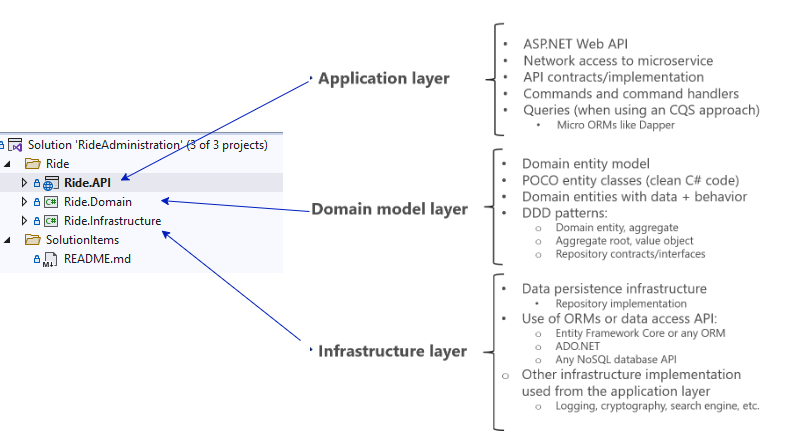 Solution 'RideAdministration' (3 of 3 projects)
Ride
Ride.API
Ride.Domain
Ride.Infrastructure
SolutionItems
README.md
Application layer
• ASP.NET Web API
• Network access to microservice
• API contracts/implementation
• Commands and command handlers
• Queries (when using an CQS approach)
• Micro ORMs like Dapper
Domain model layer
• Domain entity model
• POCO entity classes (clean C# code)
• Domain entities with data + behavior
• DDD patterns:
o Domain entity, aggregate
o Aggregate root, value object
o Repository contracts/interfaces
Infrastructure layer
• Data persistence infrastructure
• Repository implementation
• Use of ORMs or data access API:
o Entity Framework Core or any ORM
o ADO.NET
o Any NoSQL database API
o Other infrastructure implementation
used from the application layer
o Logging, cryptography, search engine, etc.